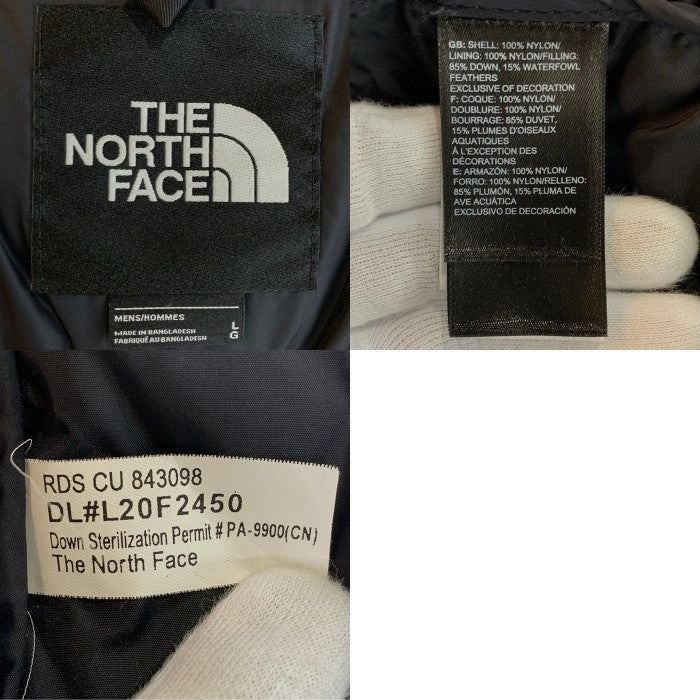 THE
NORTH
FACE
MENS/HOMMES
MADE IN BANGLADESH
FABRIQUÉ AU BANGLADESH
L
G
GB: SHELL: 100% NYLON/
LINING: 100% NYLON/FILLING:
85% DOWN, 15% WATERFOWL
FEATHERS
EXCLUSIVE OF DECORATION
F: COQUE: 100% NYLON/
DOUBLURE: 100% NYLON/
BOURRAGE: 85% DUVET,
15% PLUMES D'OISEAUX
AQUATIQUES
À L'EXCEPTION DES
DÉCORATIONS
E: ARMAZÓN: 100% NYLON/
FORRO: 100% NYLON/RELLENO:
85% PLUMÓN, 15% PLUMA DE
AVE ACUÁTICA
EXCLUSIVO DE DECORACIÓN
RDS CU 843098
DL#L20F2450
Down Sterilization Permit # PA-9900(CN)
The North Face